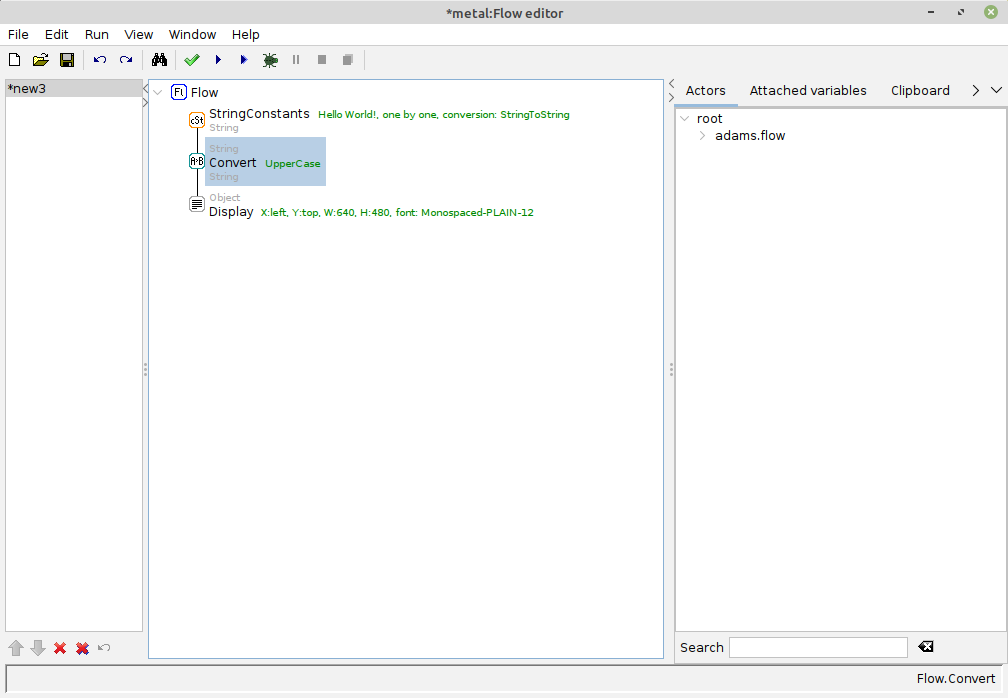 *metal:Flow editor
File Edit Run View Window Help
*new3
Fl Flow
cSt StringConstants Hello World!, one by one, conversion: StringToString
String
String
A›B Convert UpperCase
String
Object
Display X:left, Y:top, W:640, H:480, font: Monospaced-PLAIN-12
Actors Attached variables Clipboard
root
adams.flow
Search
Flow.Convert